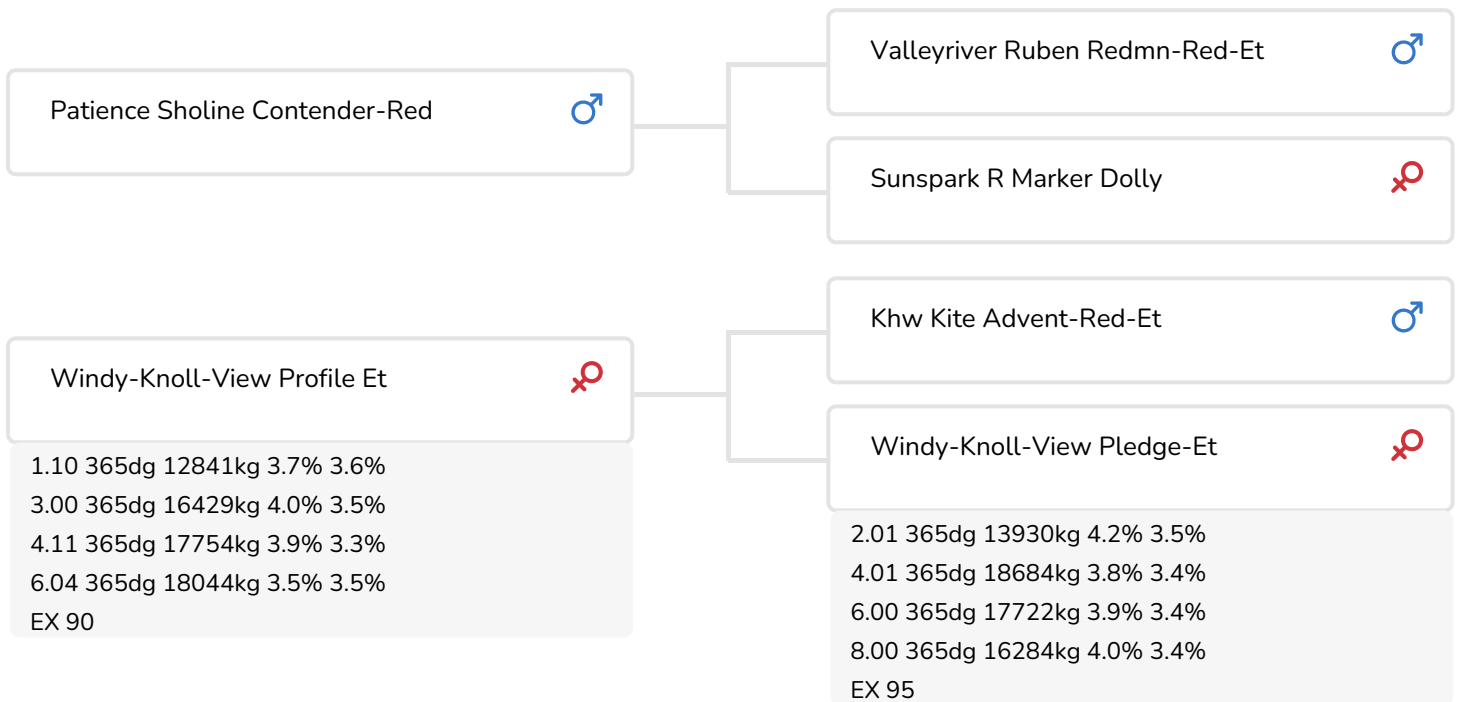 Patience Sholine Contender-Red
Valleyriver Ruben Redmn-Red-Et
Sunspark R Marker Dolly
Windy-Knoll-View Profile Et
1.10 365dg 12841kg 3.7% 3.6%
3.00 365dg 16429kg 4.0% 3.5%
4.11 365dg 17754kg 3.9% 3.3%
6.04 365dg 18044kg 3.5% 3.5%
EX 90
Khw Kite Advent-Red-Et
Windy-Knoll-View Pledge-Et
2.01 365dg 13930kg 4.2% 3.5%
4.01 365dg 18684kg 3.8% 3.4%
6.00 365dg 17722kg 3.9% 3.4%
8.00 365dg 16284kg 4.0% 3.4%
EX 95